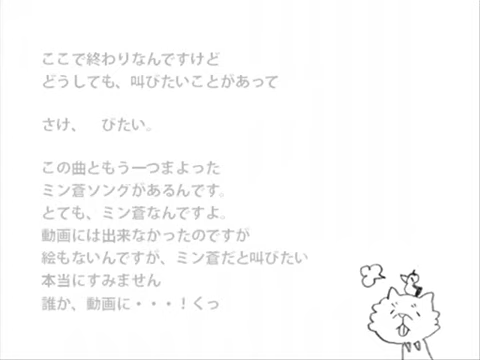 ここで終わりなんですけど
どうしても、叫びたいことがあって
さけ、　びたい。
この曲ともう一つまよった
ミン蒼ソングがあるんです。
とても、ミン蒼なんですよ。
動画には出来なかったのですが
絵もないんですが、ミン蒼だと叫びたい
本当にすみません
誰か、動画に・・・！くっ